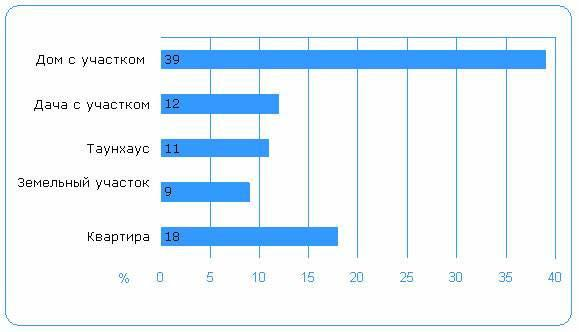 Дом с участком 39
Дача с участком 12
Таунхаус 11
Земельный участок 9
Квартира 18
% 0 5 10 15 20 25 30 35 40